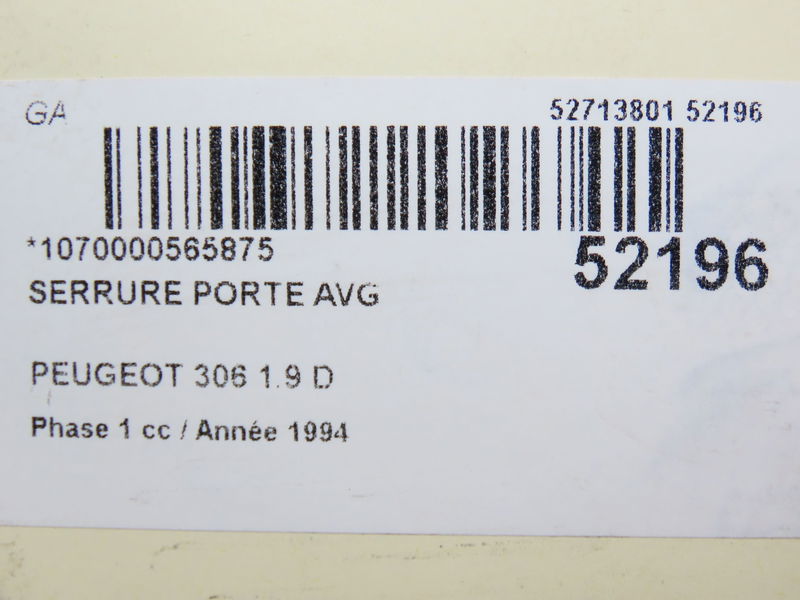 GA
52713801 52196
*1070000565875
52196
SERRURE PORTE AVG
PEUGEOT 306 1.9 D
Phase 1 cc / Année 1994